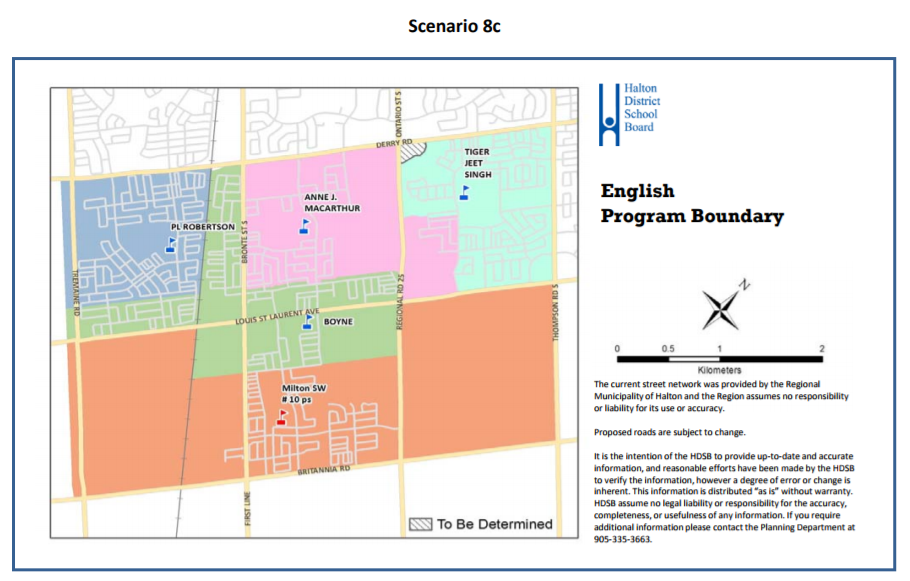 Scenario 8c
Halton
District
School
Board
ONTARIO ST S
DERRY RD
TIGER
JEET
SINGH
English
Program Boundary
ANNE J.
MACARTHUR
PL ROBERTSON
BRONTE ST S
TREMAINE RD
REGIONAL RD 25
THOMPSON RD S
N
LOUIS ST LAURENT AVE
BOYNE
0 0.5 1 2
Kilometers
Milton SW
# 10 ps
BRITANNIA RD
FIRST LINE
To Be Determined
The current street network was provided by the Regional
Municipality of Halton and the Region assumes no responsibility
or liability for its use or accuracy.
Proposed roads are subject to change.
It is the intention of the HDSB to provide up-to-date and accurate
information, and reasonable efforts have been made by the HDSB
to verify the information, however a degree of error or change is
inherent. This information is distributed "as is" without warranty.
HDSB assume no legal liability or responsibility for the accuracy,
completeness, or usefulness of any information. If you require
additional information please contact the Planning Department at
905-335-3663.